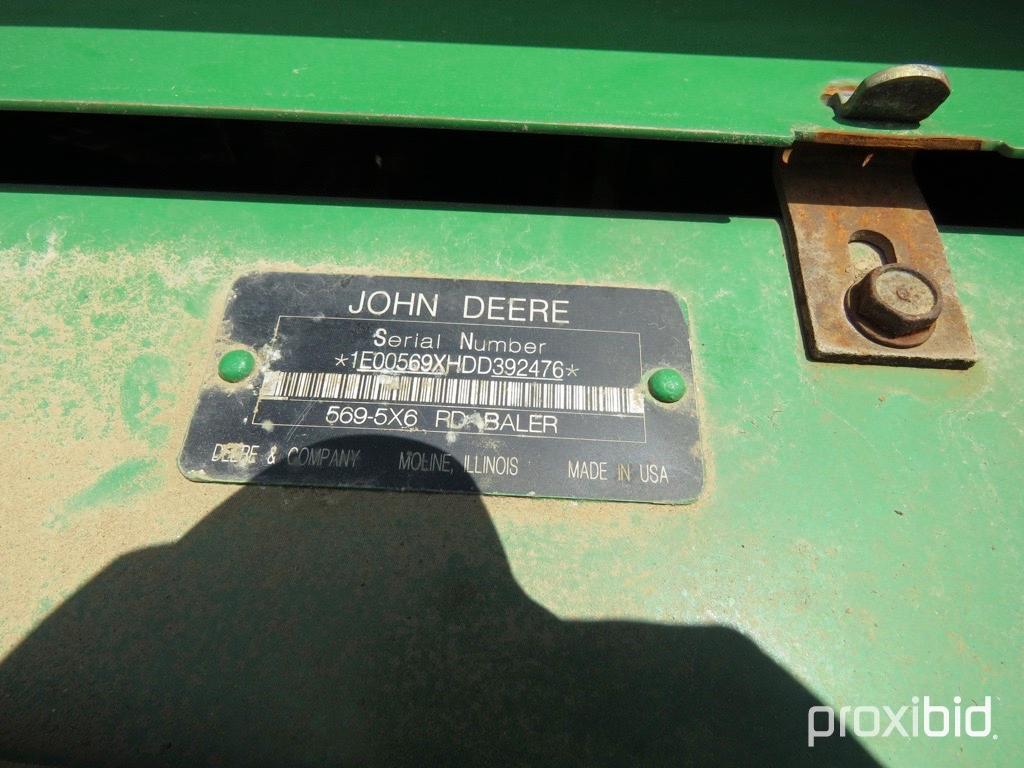 JOHN DEERE
Serial Number
*1E00569XHDD392476*
569-5X6 RD BALER
DEERE & COMPANY MOLINE, ILLINOIS MADE IN USA
proxibid